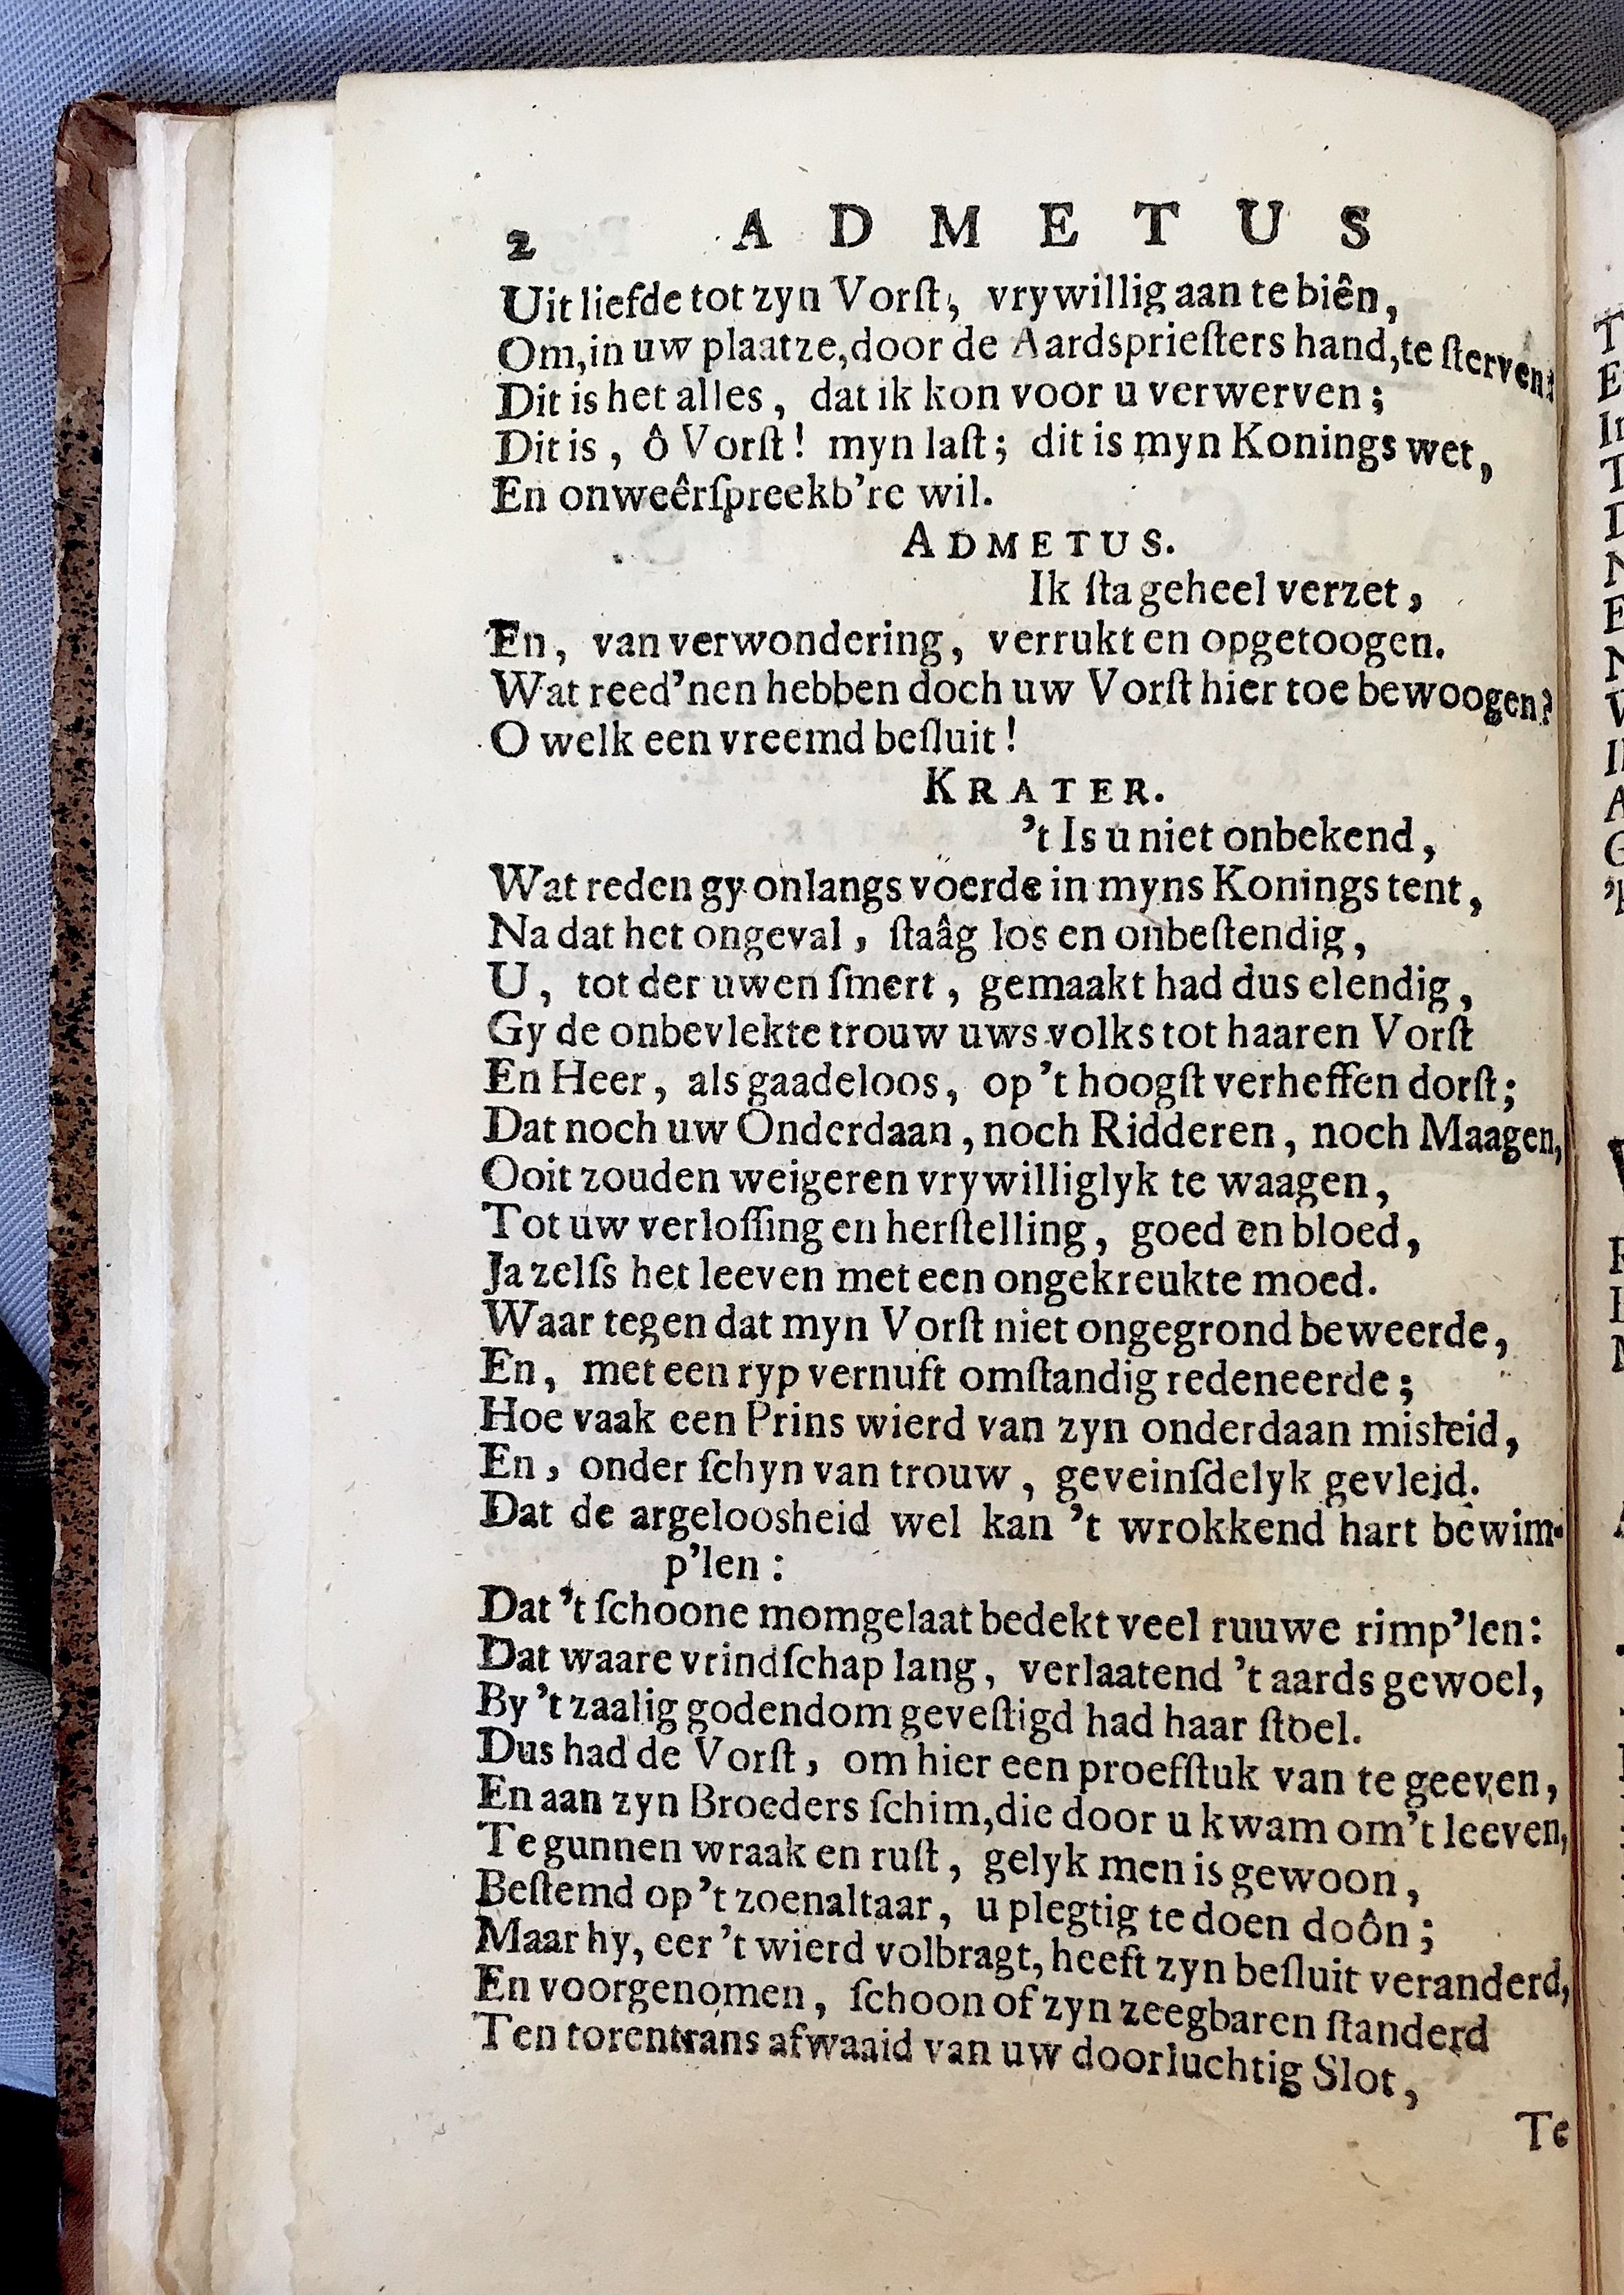 2 ADMETUS
Uit liefde tot zyn Vorſt, vrywillig aan te biên,
Om, in uw plaatze, door de Aardsprieſters hand, te ſterven:
Dit is het alles, dat ik kon voor u verwerven;
Dit is, ô Vorſt! myn laſt; dit is myn Konings wet,
En onweêrſpreekb're wil.
ADMETUS.
Ik ſta geheel verzet,
En, van verwondering, verrukt en opgetoogen.
Wat reed'nen hebben doch uw Vorſt hier toe bewoogen?
O welk een vreemd beſluit!
KRATER.
't Is u niet onbekend,
Wat reden gy onlangs voerde in myns Konings tent,
Na dat het ongeval, ſtaâg los en onbeſtendig,
U, tot der uwen ſmert, gemaakt had dus elendig,
Gy de onbevlekte trouw uws volks tot haaren Vorſt
En Heer, als gaadeloos, op 't hoogſt verheffen dorſt;
Dat noch uw Onderdaan, noch Ridderen, noch Maagen,
Ooit zouden weigeren vrywilliglyk te waagen,
Tot uw verloſſing en herſtelling, goed en bloed,
Ja zelfs het leeven met een ongekreukte moed.
Waar tegen dat myn Vorſt niet ongegrond beweerde,
En, met een ryp vernuft omſtandig redeneerde;
Hoe vaak een Prins wierd van zyn onderdaan misleid,
En, onder ſchyn van trouw, geveinſdelyk gevleid.
Dat de argeloosheid wel kan 't wrokkend hart bewim-
p'len:
Dat 't ſchoone momgelaat bedekt veel ruuwe rimp'len:
Dat waare vrindſchap lang, verlaatend 't aards gewoel,
By 't zaalig godendom geveſtigd had haar ſtoel.
Dus had de Vorſt, om hier een proefſtuk van te geeven,
En aan zyn Broeders ſchim, die door u kwam om 't leeven,
Te gunnen wraak en ruſt, gelyk men is gewoon,
Beſtemd op 't zoenaltaar, u plegtig te doen doôn;
Maar hy, eer 't wierd volbragt, heeft zyn beſluit veranderd,
En voorgenomen, ſchoon of zyn zeegbaren ſtanderd
Ten torentrans afwaaid van uw doorluchtig Slot,
Te